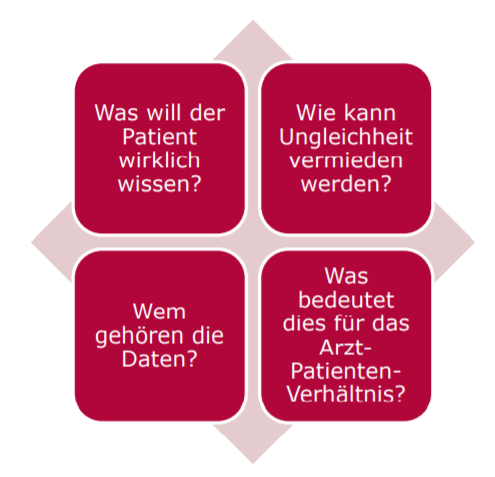 Was will der
Patient
wirklich
wissen?
Wie kann
Ungleichheit
vermieden
werden?
Wem
gehören die
Daten?
Was
bedeutet
dies für das
Arzt-
Patienten-
Verhältnis?